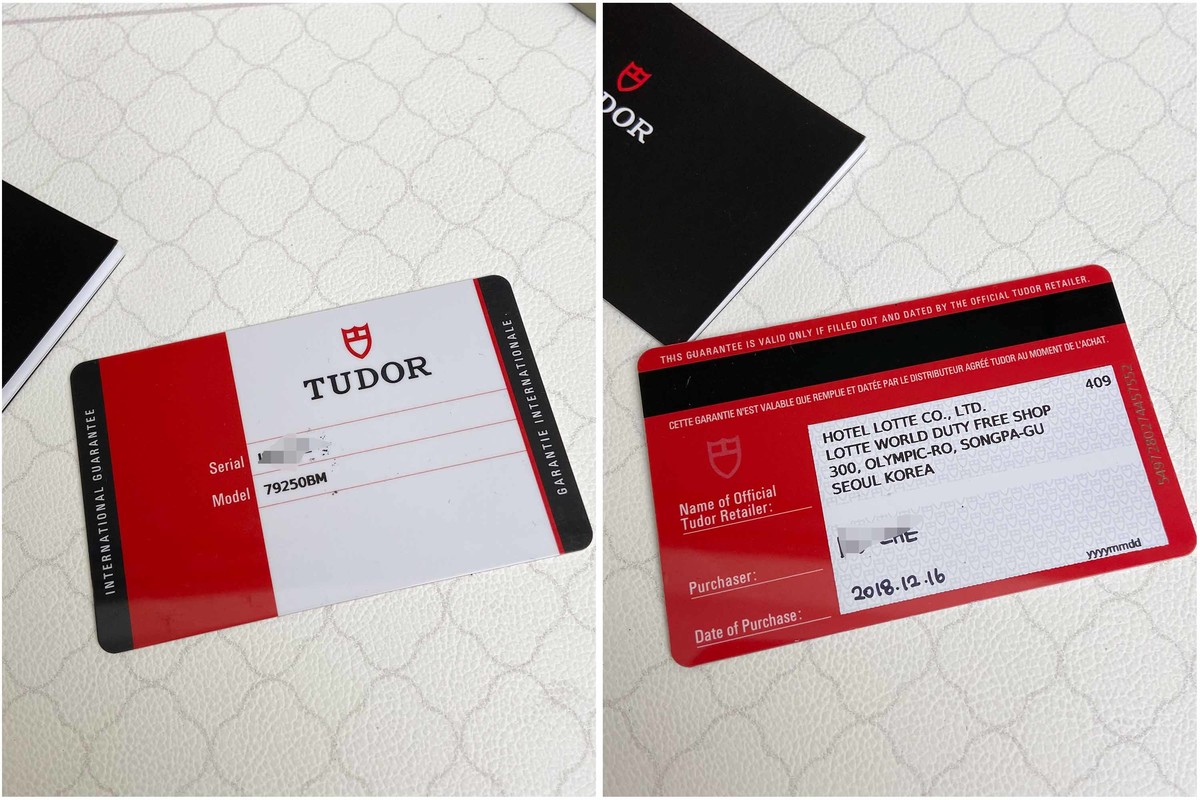 INTERNATIONAL GUARANTEE
TUDOR
Serial
Model 79250BM
GARANTIE INTERNATIONALE
TUDOR
THIS GUARANTEE IS VALID ONLY IF FILLED OUT AND DATED BY THE OFFICIAL TUDOR RETAILER.
CETTE GARANTIE N'EST VALABLE QUE REMPLIE ET DATÉE PAR LE DISTRIBUTEUR AGRÉÉ TUDOR AU MOMENT DE L'ACHAT.
409
HOTEL LOTTE CO., LTD.
LOTTE WORLD DUTY FREE SHOP
300, OLYMPIC-RO, SONGPA-GU
SEOUL KOREA
Name of Official
Tudor Retailer:
Purchaser:
yyyymmdd
Date of Purchase: 2018.12.16